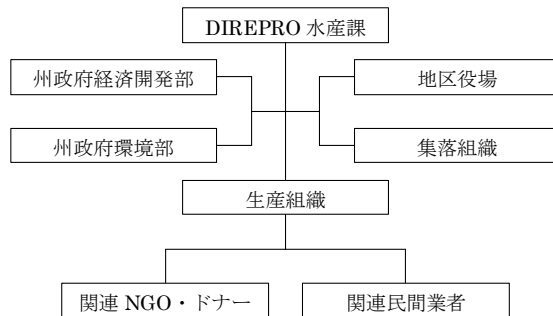 DIREPRO 水産課
州政府経済開発部
地区役場
州政府環境部
集落組織
生産組織
関連 NGO・ドナー
関連民間業者